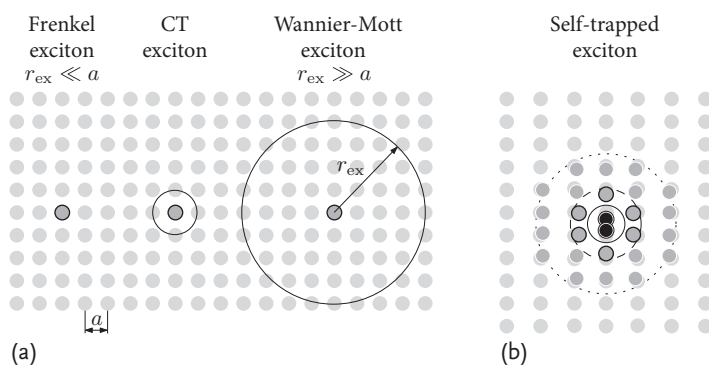 Frenkel
exciton
r_ex ≪ a
CT
exciton
Wannier-Mott
exciton
r_ex ≫ a
Self-trapped
exciton
r_ex
a
(a)
(b)